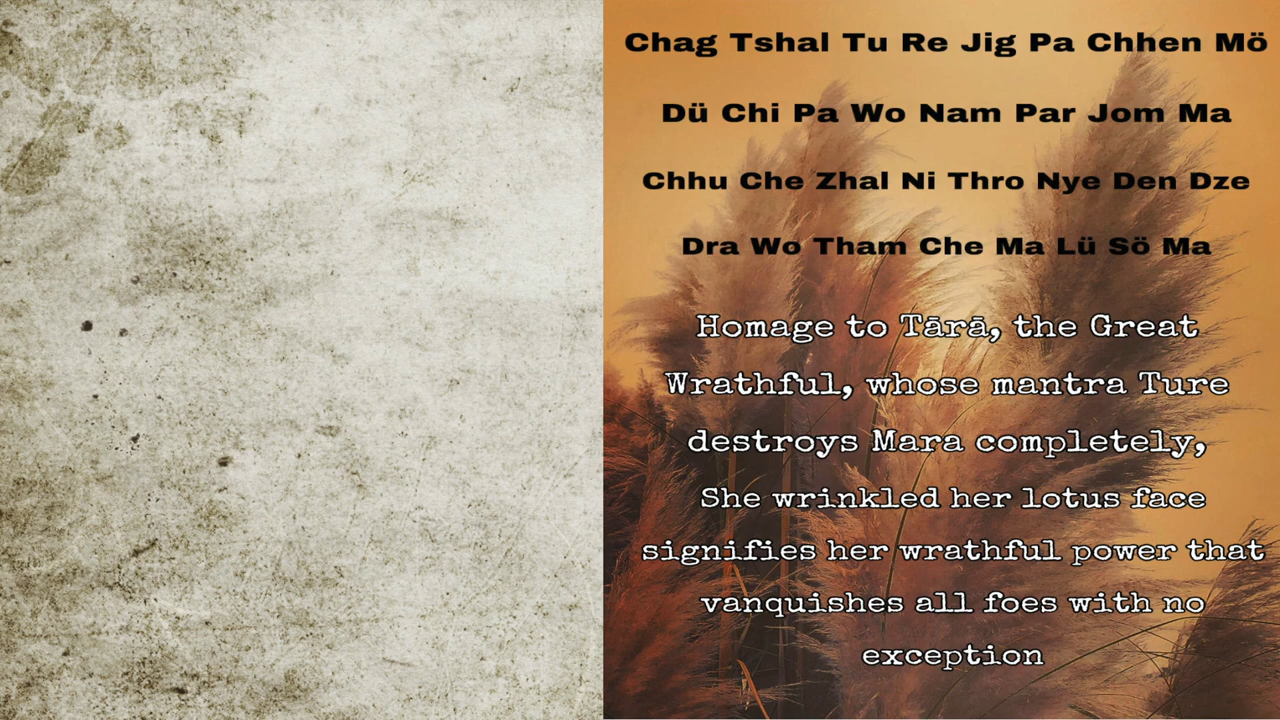 Chag Tshal Tu Re Jig Pa Chhen Mö
Dü Chi Pa Wo Nam Par Jom Ma
Chhu Che Zhal Ni Thro Nye Den Dze
Dra Wo Tham Che Ma Lü Sö Ma
Homage to Tārā, the Great
Wrathful, whose mantra Ture
destroys Mara completely,
She wrinkled her lotus face
signifies her wrathful power that
vanquishes all foes with no
exception